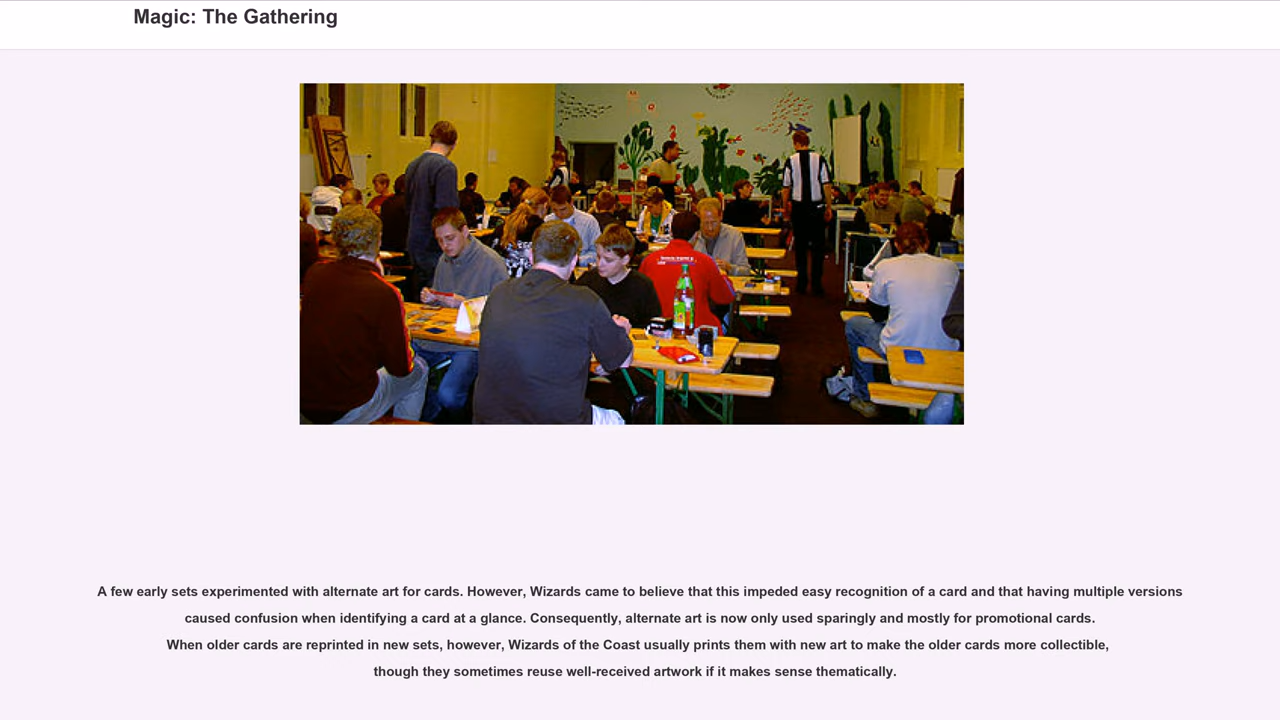 Magic: The Gathering
A few early sets experimented with alternate art for cards. However, Wizards came to believe that this impeded easy recognition of a card and that having multiple versions
caused confusion when identifying a card at a glance. Consequently, alternate art is now only used sparingly and mostly for promotional cards.
When older cards are reprinted in new sets, however, Wizards of the Coast usually prints them with new art to make the older cards more collectible,
though they sometimes reuse well-received artwork if it makes sense thematically.